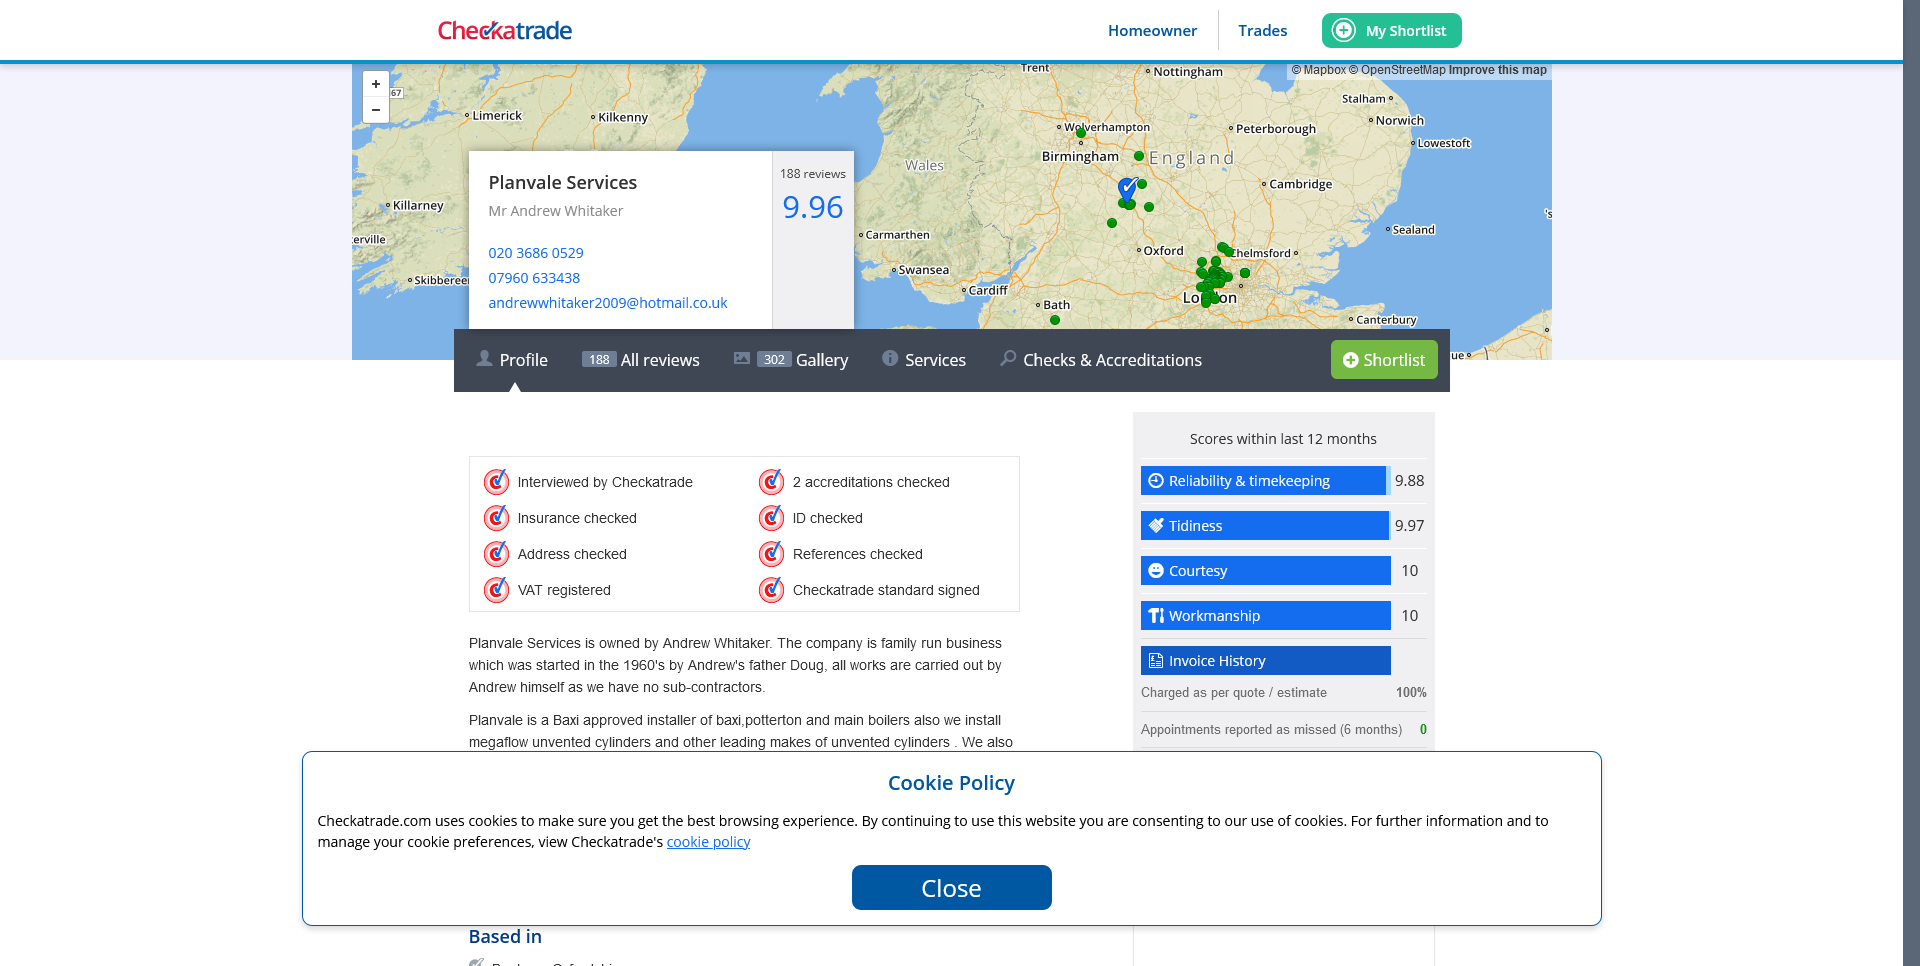 Checkatrade
Homeowner
Trades
My Shortlist
© Mapbox © OpenStreetMap Improve this map
+
−
67
Limerick
Kilkenny
Killarney
erville
Skibbereen
Trent
Nottingham
Stalham
Norwich
Lowestoft
Wolverhampton
Peterborough
Birmingham
England
Wales
Cambridge
Carmarthen
Swansea
Cardiff
Oxford
Chelmsford
Sealand
's
London
Bath
Canterbury
que
Planvale Services
Mr Andrew Whitaker
020 3686 0529
07960 633438
andrewwhitaker2009@hotmail.co.uk
188 reviews
9.96
Profile
188 All reviews
302 Gallery
Services
Checks & Accreditations
Shortlist
Interviewed by Checkatrade
2 accreditations checked
Insurance checked
ID checked
Address checked
References checked
VAT registered
Checkatrade standard signed
Planvale Services is owned by Andrew Whitaker. The company is family run business
which was started in the 1960's by Andrew's father Doug, all works are carried out by
Andrew himself as we have no sub-contractors.
Planvale is a Baxi approved installer of baxi,potterton and main boilers also we install
megaflow unvented cylinders and other leading makes of unvented cylinders . We also
Scores within last 12 months
Reliability & timekeeping 9.88
Tidiness 9.97
Courtesy 10
Workmanship 10
Invoice History
Charged as per quote / estimate 100%
Appointments reported as missed (6 months) 0
Cookie Policy
Checkatrade.com uses cookies to make sure you get the best browsing experience. By continuing to use this website you are consenting to our use of cookies. For further information and to
manage your cookie preferences, view Checkatrade's cookie policy
Close
Based in